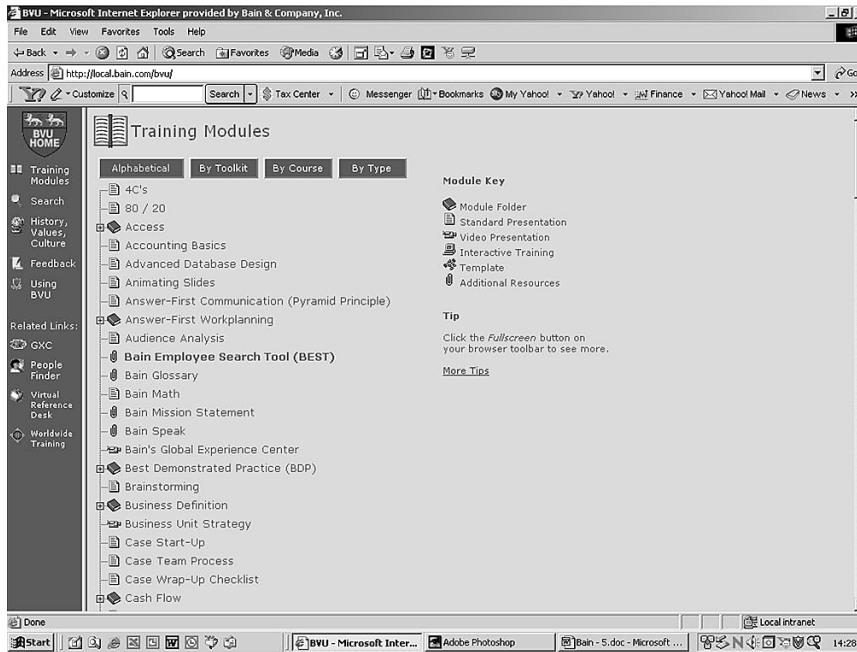 BVU - Microsoft Internet Explorer provided by Bain & Company, Inc.
File Edit View Favorites Tools Help
Back Search Favorites Media
Address http://local.bain.com/bvu/ Go
Customize Search Tax Center Messenger Bookmarks My Yahoo! Yahoo! Finance Yahoo! Mail News
BVU
HOME
Training
Modules
Search
History,
Values,
Culture
Feedback
Using
BVU
Related Links:
GXC
People
Finder
Virtual
Reference
Desk
Worldwide
Training
Training Modules
Alphabetical By Toolkit By Course By Type
4C's
80 / 20
Access
Accounting Basics
Advanced Database Design
Animating Slides
Answer-First Communication (Pyramid Principle)
Answer-First Workplanning
Audience Analysis
Bain Employee Search Tool (BEST)
Bain Glossary
Bain Math
Bain Mission Statement
Bain Speak
Bain's Global Experience Center
Best Demonstrated Practice (BDP)
Brainstorming
Business Definition
Business Unit Strategy
Case Start-Up
Case Team Process
Case Wrap-Up Checklist
Cash Flow
Module Key
Module Folder
Standard Presentation
Video Presentation
Interactive Training
Template
Additional Resources
Tip
Click the Fullscreen button on
your browser toolbar to see more.
More Tips
Done Local intranet
Start BVU - Microsoft Inter... Adobe Photoshop Bain - 5.doc - Microsoft ... 14:28